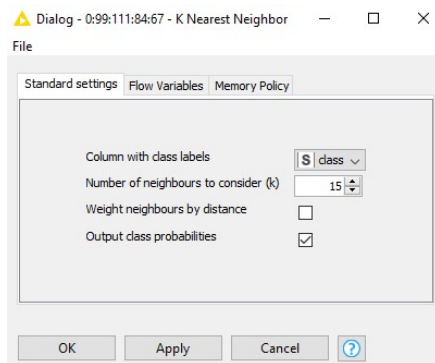 Dialog - 0:99:111:84:67 - K Nearest Neighbor
File
Standard settings Flow Variables Memory Policy
Column with class labels S class
Number of neighbours to consider (k) 15
Weight neighbours by distance
Output class probabilities
OK Apply Cancel ?